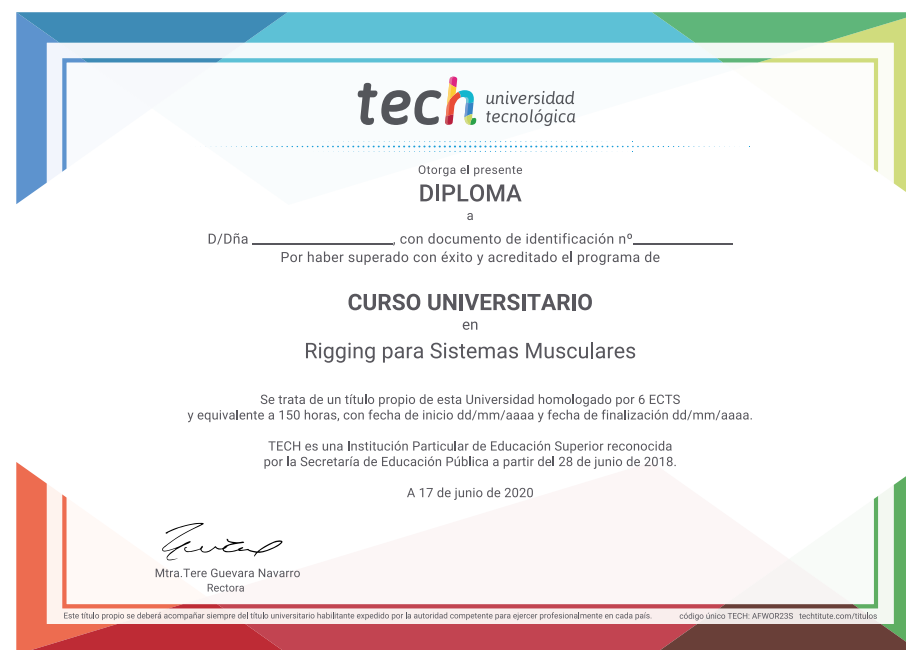 tech universidad
tecnológica
Otorga el presente
DIPLOMA
a
D/Dña ______________, con documento de identificación nº__________
Por haber superado con éxito y acreditado el programa de
CURSO UNIVERSITARIO
en
Rigging para Sistemas Musculares
Se trata de un título propio de esta Universidad homologado por 6 ECTS
y equivalente a 150 horas, con fecha de inicio dd/mm/aaaa y fecha de finalización dd/mm/aaaa.
TECH es una Institución Particular de Educación Superior reconocida
por la Secretaría de Educación Pública a partir del 28 de junio de 2018.
A 17 de junio de 2020
Mtra.Tere Guevara Navarro
Rectora
Este título propio se deberá acompañar siempre del título universitario habilitante expedido por la autoridad competente para ejercer profesionalmente en cada país. código único TECH: AFWOR23S techtitute.com/titulos